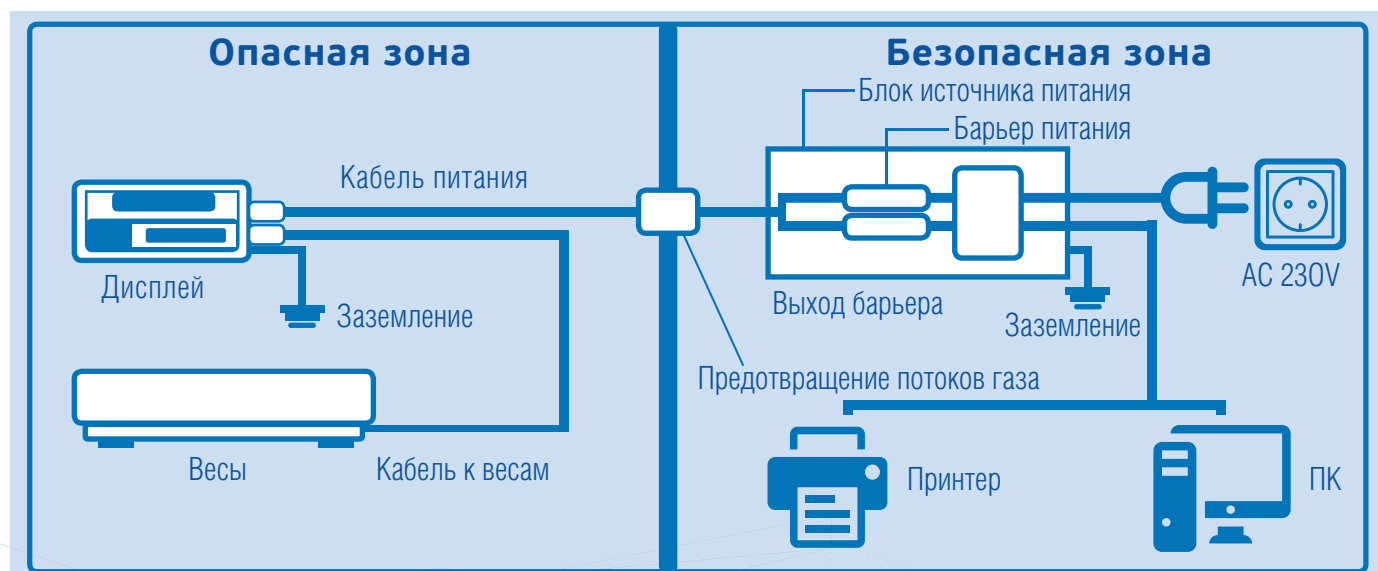 Опасная зона
Безопасная зона
Блок источника питания
Барьер питания
Кабель питания
Дисплей
Заземление
Выход барьера
Заземление
AC 230V
Предотвращение потоков газа
Весы
Кабель к весам
Принтер
ПК